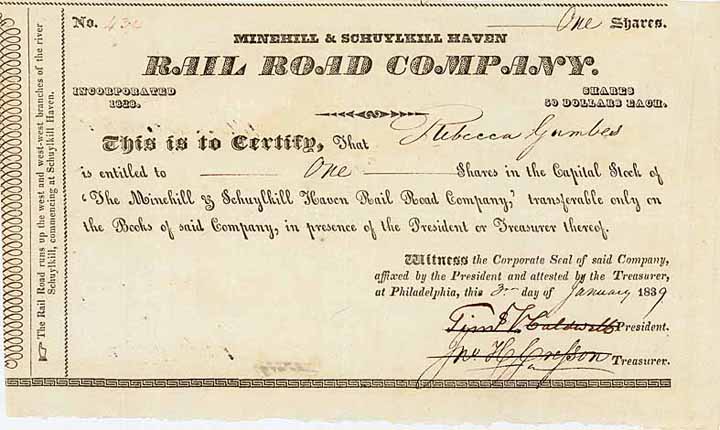 No. 434
One Shares.
MINEHILL & SCHUYLKILL HAVEN
RAIL ROAD COMPANY.
INCORPORATED
1828.
SHARES
50 DOLLARS EACH.
This is to Certify, That Rebecca Gumbes
is entitled to One Shares in the Capital Stock of
'The Minehill & Schuylkill Haven Rail Road Company,' transferable only on
the Books of said Company, in presence of the President or Treasurer thereof.
Witness the Corporate Seal of said Company,
affixed by the President and attested by the Treasurer,
at Philadelphia, this 3rd day of January 1839
President.
Jno. H. Cresson Treasurer.
☞ The Rail Road runs up the west and west-west branches of the river
Schuylkill, commencing at Schuylkill Haven.